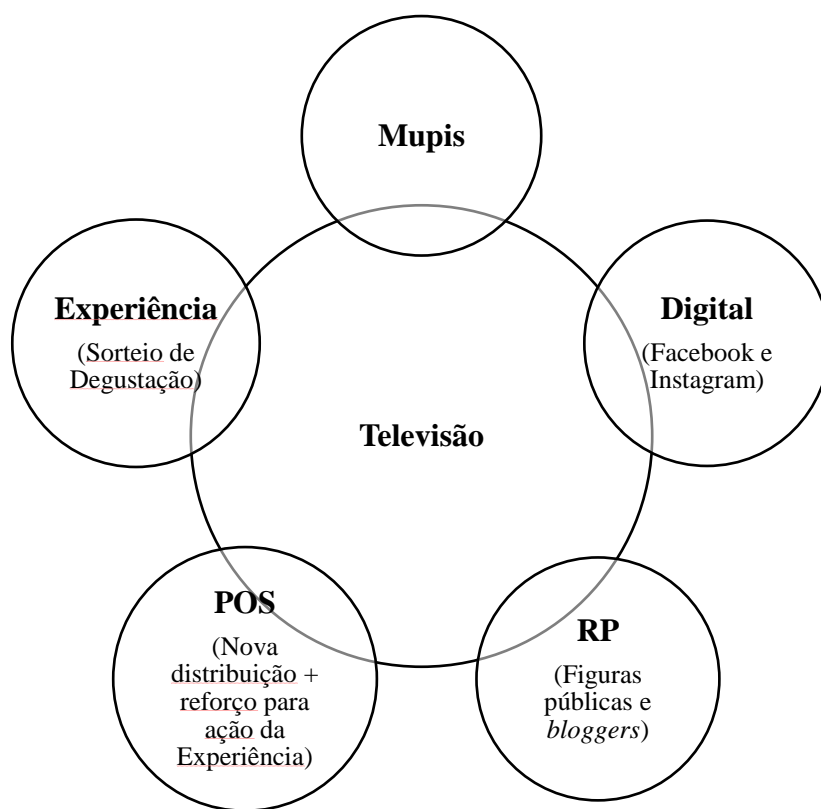 Mupis
Experiência
(Sorteio de
Degustação)
Digital
(Facebook e
Instagram)
Televisão
POS
(Nova
distribuição +
reforço para
ação da
Experiência)
RP
(Figuras
públicas e
bloggers)